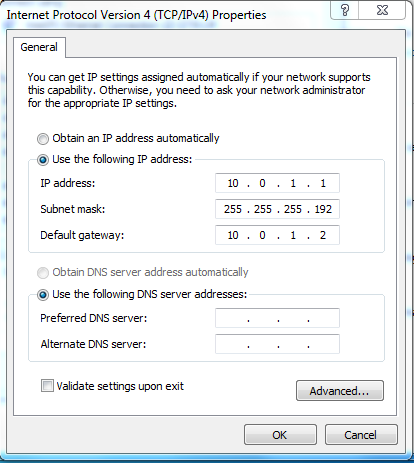 Internet Protocol Version 4 (TCP/IPv4) Properties
General
You can get IP settings assigned automatically if your network supports
this capability. Otherwise, you need to ask your network administrator
for the appropriate IP settings.
Obtain an IP address automatically
Use the following IP address:
IP address: 10 . 0 . 1 . 1
Subnet mask: 255 . 255 . 255 . 192
Default gateway: 10 . 0 . 1 . 2
Obtain DNS server address automatically
Use the following DNS server addresses:
Preferred DNS server: . . .
Alternate DNS server: . . .
Validate settings upon exit
Advanced...
OK Cancel